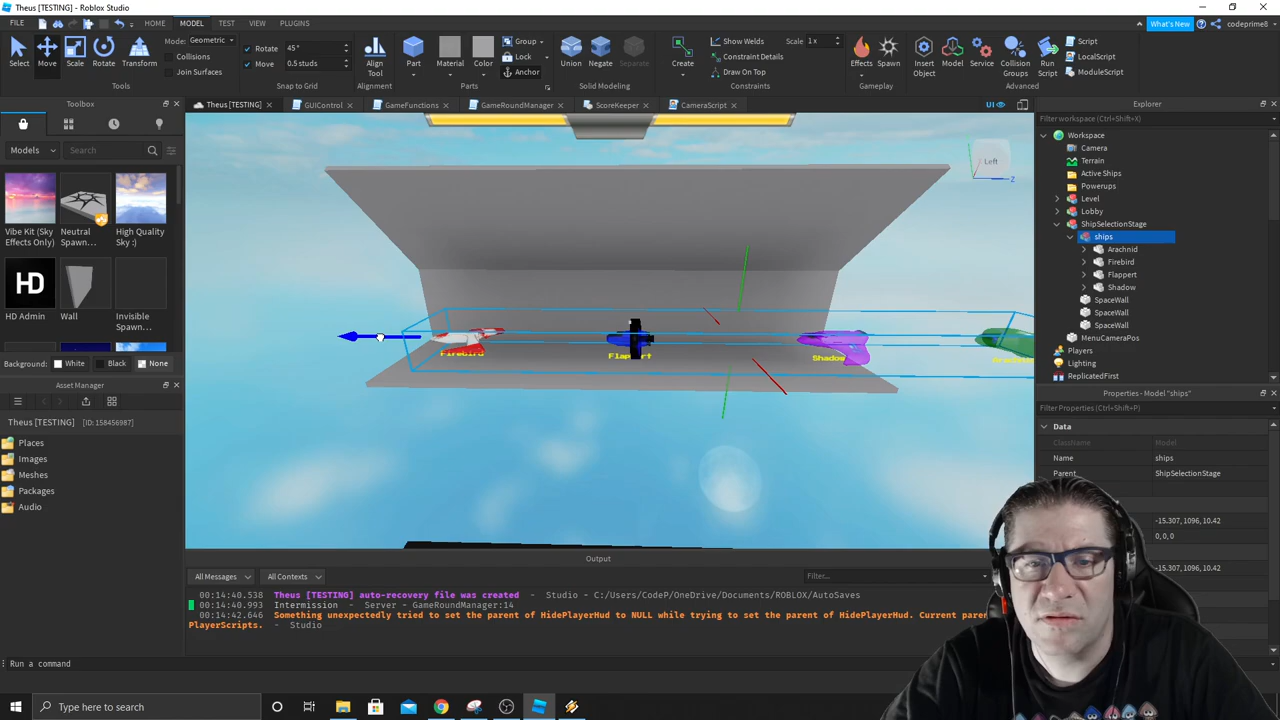 Theus [TESTING] - Roblox Studio
FILE HOME MODEL TEST VIEW PLUGINS What's New codeprime8
Select Move Scale Rotate Transform
Mode: Geometric
Collisions
Join Surfaces
Tools
Rotate 45°
Move 0.5 studs
Snap to Grid
Align Tool
Alignment
Part Material Color
Group
Lock
Anchor
Parts
Union Negate Separate
Solid Modeling
Create
Show Welds Scale 1 x
Constraint Details
Draw On Top
Constraints
Effects Spawn
Gameplay
Insert Object Model Service Collision Groups Run Script
Script
LocalScript
ModuleScript
Advanced
Toolbox
Models Search
Vibe Kit (Sky Effects Only)
Neutral Spawn...
High Quality Sky :)
HD
HD Admin
Wall
Invisible Spawn...
Background: White Black None
Asset Manager
Theus [TESTING] [ID: 158456987]
Places
Images
Meshes
Packages
Audio
Theus [TESTING] × GUIControl × GameFunctions × GameRoundManager × ScoreKeeper × CameraScript ×
UI
Left
Z
Firebird
Flappert
Shadow
Output
All Messages All Contexts Filter...
00:14:40.538 Theus [TESTING] auto-recovery file was created - Studio - C:/Users/CodeP/OneDrive/Documents/ROBLOX/AutoSaves
00:14:40.993 Intermission - Server - GameRoundManager:14
00:14:42.646 Something unexpectedly tried to set the parent of HidePlayerHud to NULL while trying to set the parent of HidePlayerHud. Current parent
PlayerScripts. - Studio
Run a command
Explorer
Filter workspace (Ctrl+Shift+X)
Workspace
Camera
Terrain
Active Ships
Powerups
Level
Lobby
ShipSelectionStage
ships
Arachnid
Firebird
Flappert
Shadow
SpaceWall
SpaceWall
SpaceWall
MenuCameraPos
Players
Lighting
ReplicatedFirst
Properties - Model "ships"
Filter Properties (Ctrl+Shift+P)
Data
ClassName Model
Name ships
Parent ShipSelectionStage
-15.307, 1096, 10.42
0, 0, 0
-15.307, 1096, 10.42
Type here to search